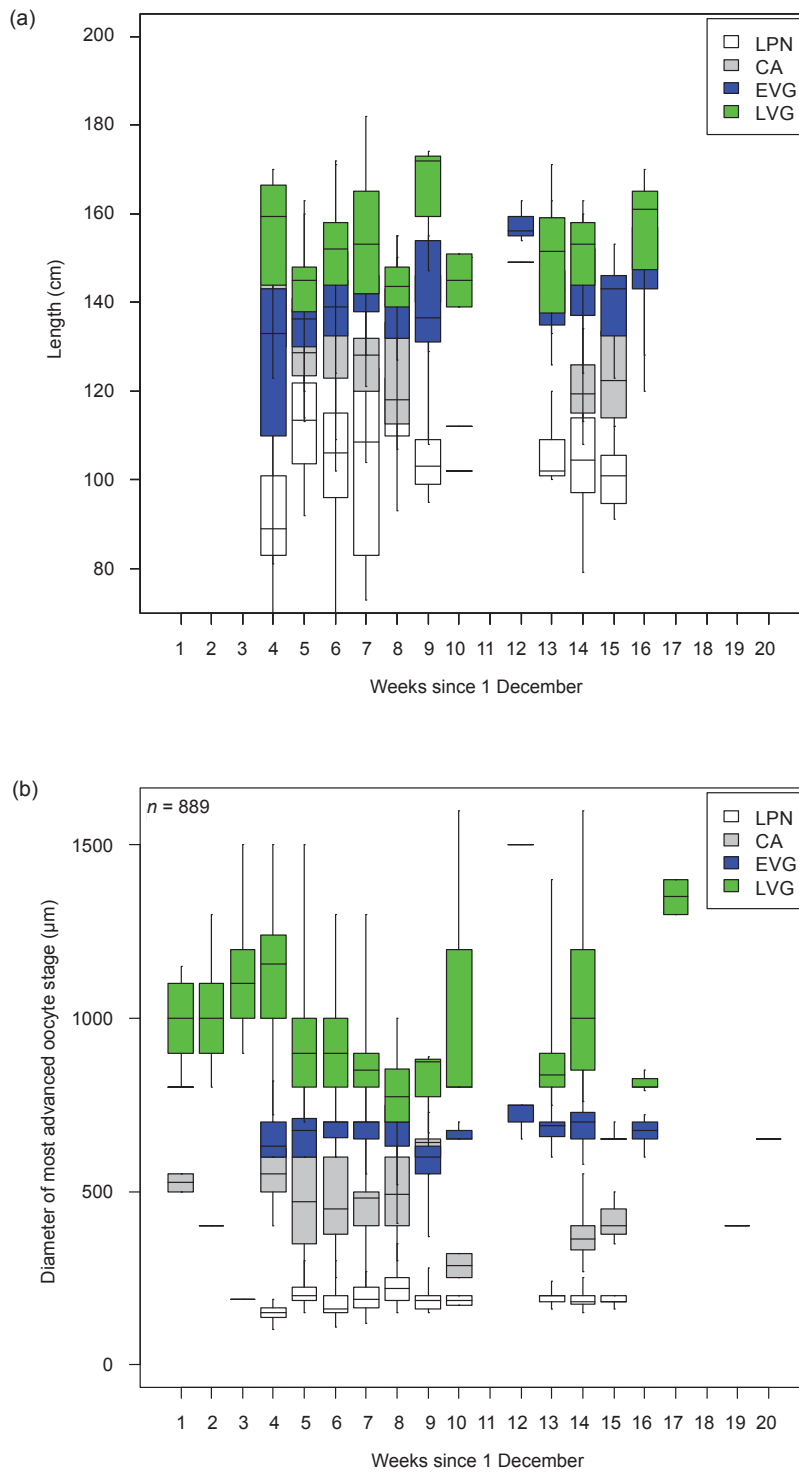 (a)
200
180
160
140
120
100
80
Length (cm)
LPN
CA
EVG
LVG
1 2 3 4 5 6 7 8 9 10 11 12 13 14 15 16 17 18 19 20
Weeks since 1 December
(b)
n = 889
1500
1000
500
0
Diameter of most advanced oocyte stage (μm)
LPN
CA
EVG
LVG
1 2 3 4 5 6 7 8 9 10 11 12 13 14 15 16 17 18 19 20
Weeks since 1 December